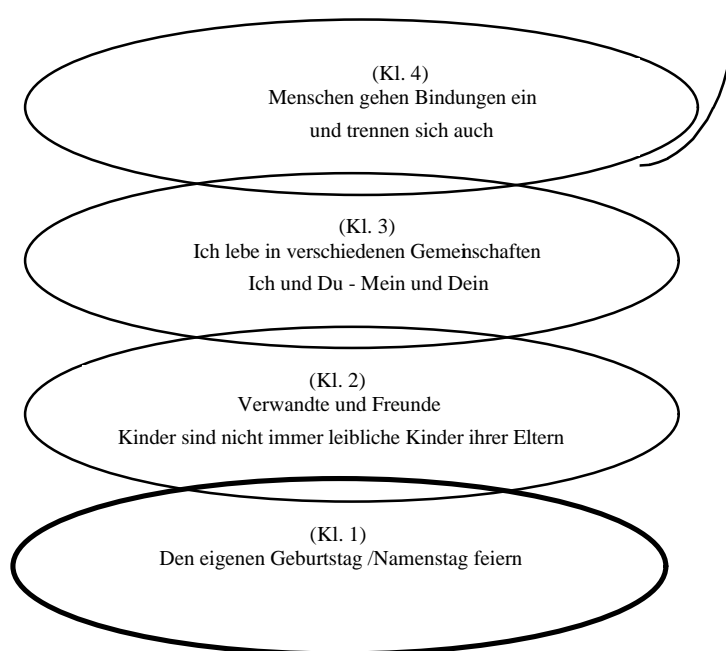 (Kl. 4)
Menschen gehen Bindungen ein
und trennen sich auch
(Kl. 3)
Ich lebe in verschiedenen Gemeinschaften
Ich und Du - Mein und Dein
(Kl. 2)
Verwandte und Freunde
Kinder sind nicht immer leibliche Kinder ihrer Eltern
(Kl. 1)
Den eigenen Geburtstag /Namenstag feiern